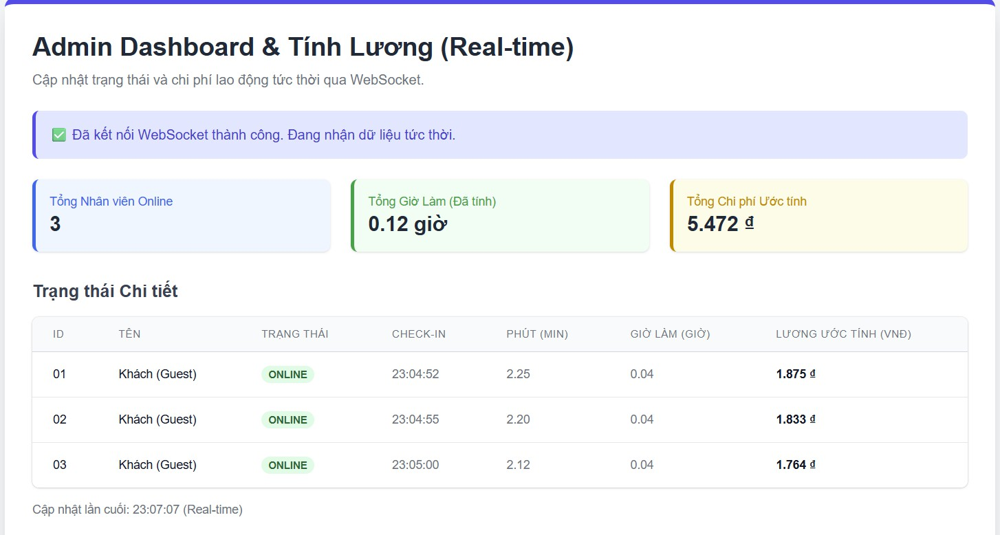 Admin Dashboard & Tính Lương (Real-time)
Cập nhật trạng thái và chi phí lao động tức thời qua WebSocket.
✅ Đã kết nối WebSocket thành công. Đang nhận dữ liệu tức thời.
Tổng Nhân viên Online
3
Tổng Giờ Làm (Đã tính)
0.12 giờ
Tổng Chi phí Ước tính
5.472 ₫
Trạng thái Chi tiết
ID TÊN TRẠNG THÁI CHECK-IN PHÚT (MIN) GIỜ LÀM (GIỜ) LƯƠNG ƯỚC TÍNH (VNĐ)
01 Khách (Guest) ONLINE 23:04:52 2.25 0.04 1.875 ₫
02 Khách (Guest) ONLINE 23:04:55 2.20 0.04 1.833 ₫
03 Khách (Guest) ONLINE 23:05:00 2.12 0.04 1.764 ₫
Cập nhật lần cuối: 23:07:07 (Real-time)